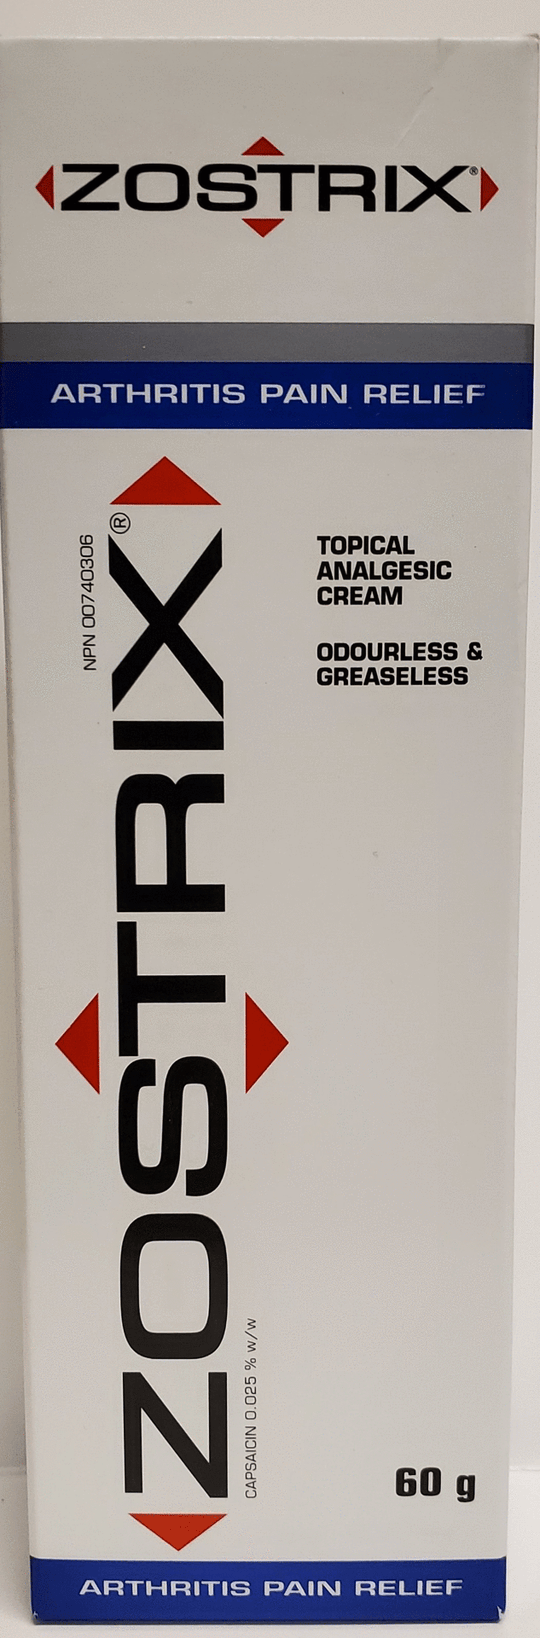 ZOSTRIX®
ARTHRITIS PAIN RELIEF
NPN 00740306
ZOSTRIX®
CAPSAICIN 0.025 % w/w
TOPICAL
ANALGESIC
CREAM
ODOURLESS &
GREASELESS
60 g
ARTHRITIS PAIN RELIEF